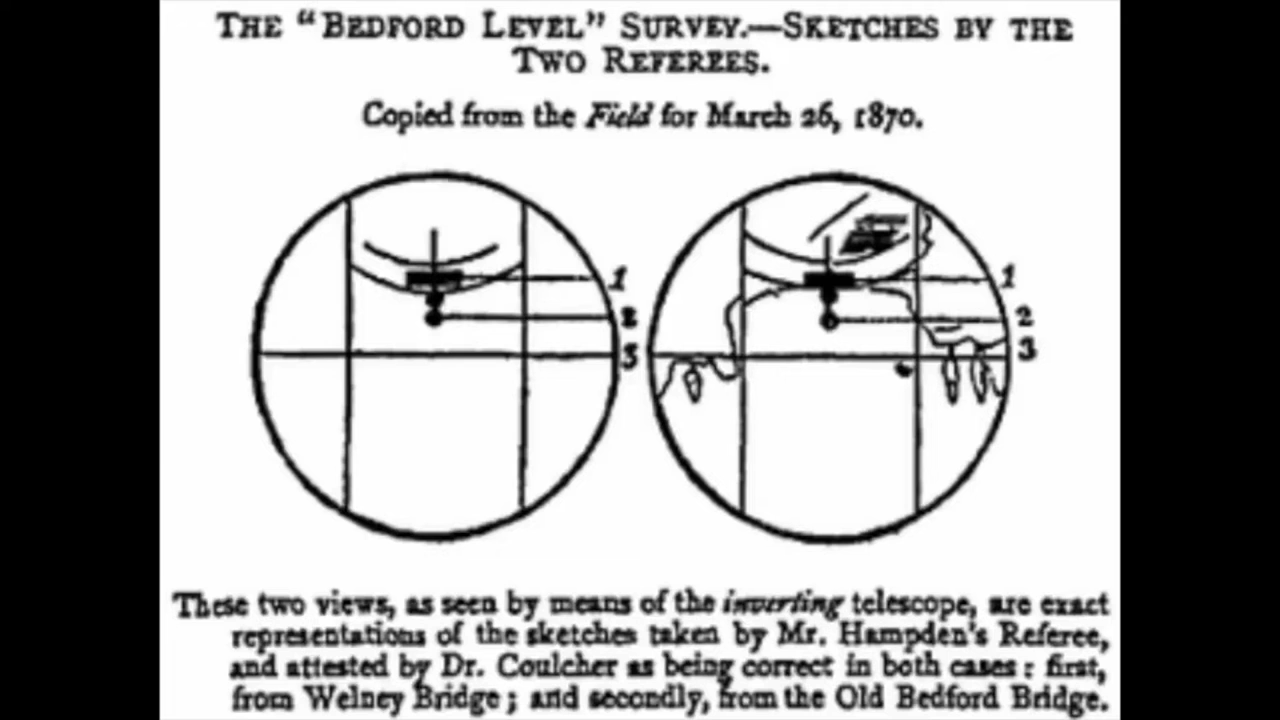 THE "BEDFORD LEVEL" SURVEY.—SKETCHES BY THE
TWO REFEREES.
Copied from the Field for March 26, 1870.
1
2
3
1
2
3
These two views, as seen by means of the inverting telescope, are exact
representations of the sketches taken by Mr. Hampden's Referee,
and attested by Dr. Coulcher as being correct in both cases: first,
from Welney Bridge; and secondly, from the Old Bedford Bridge.